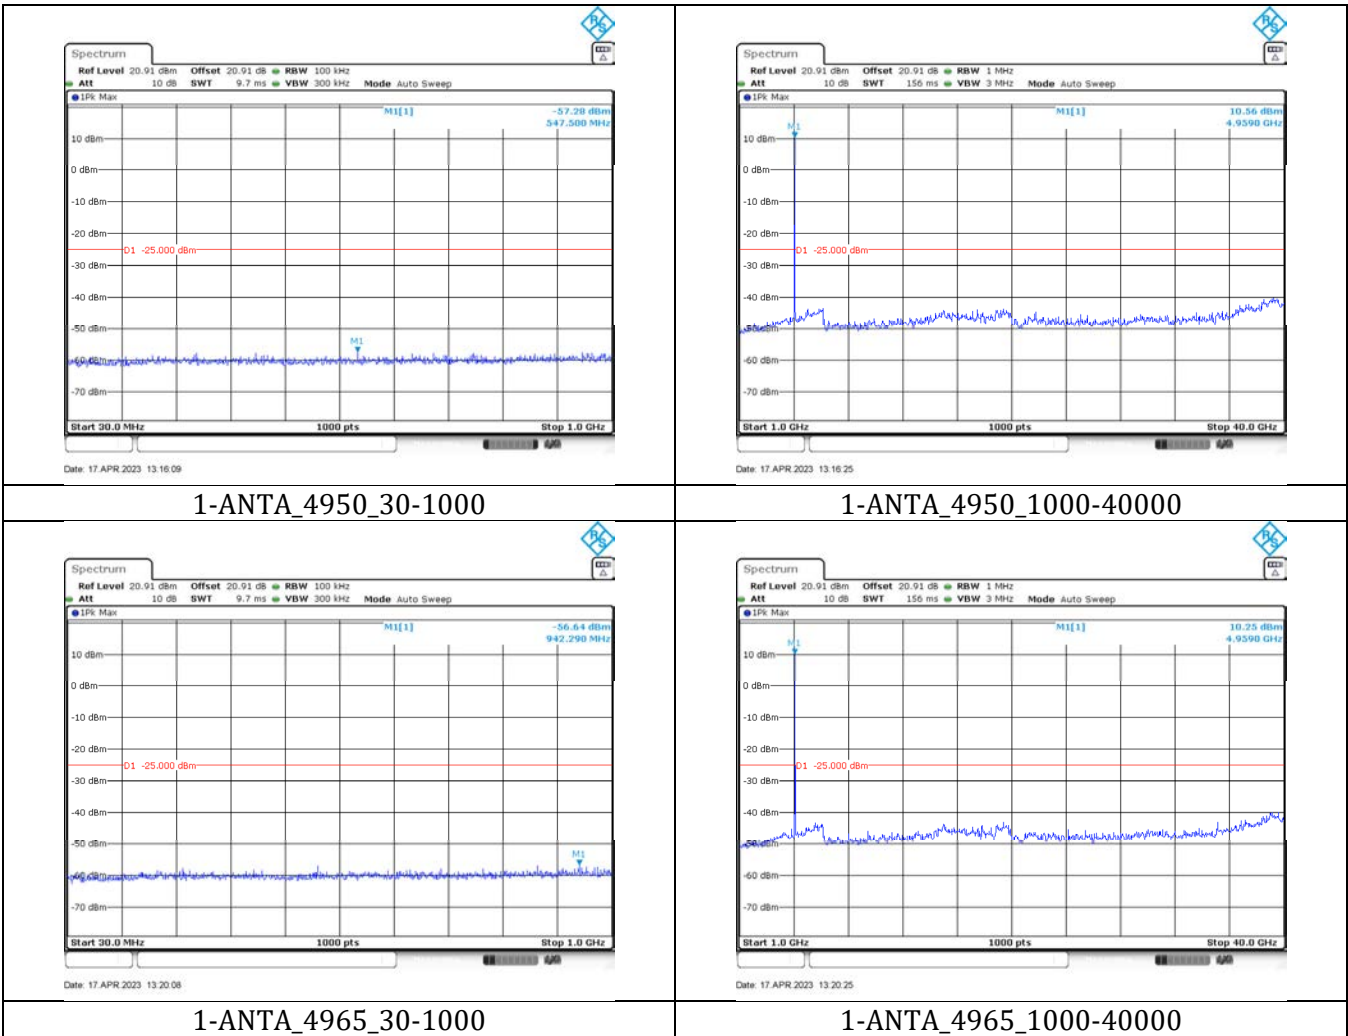 Spectrum
Ref Level 20.91 dBm Offset 20.91 dB RBW 100 kHz
Att 10 dB SWT 9.7 ms VBW 300 kHz Mode Auto Sweep
1Pk Max
M1[1] -57.28 dBm
547.500 MHz
10 dBm
0 dBm
-10 dBm
-20 dBm
D1 -25.000 dBm
-30 dBm
-40 dBm
-50 dBm
M1
-60 dBm
-70 dBm
Start 30.0 MHz 1000 pts Stop 1.0 GHz
Date: 17.APR.2023 13:16:09
1-ANTA_4950_30-1000
Spectrum
Ref Level 20.91 dBm Offset 20.91 dB RBW 1 MHz
Att 10 dB SWT 156 ms VBW 3 MHz Mode Auto Sweep
1Pk Max
M1[1] 10.56 dBm
4.9590 GHz
M1
10 dBm
0 dBm
-10 dBm
-20 dBm
D1 -25.000 dBm
-30 dBm
-40 dBm
-50 dBm
-60 dBm
-70 dBm
Start 1.0 GHz 1000 pts Stop 40.0 GHz
Date: 17.APR.2023 13:16:25
1-ANTA_4950_1000-40000
Spectrum
Ref Level 20.91 dBm Offset 20.91 dB RBW 100 kHz
Att 10 dB SWT 9.7 ms VBW 300 kHz Mode Auto Sweep
1Pk Max
M1[1] -56.64 dBm
942.290 MHz
10 dBm
0 dBm
-10 dBm
-20 dBm
D1 -25.000 dBm
-30 dBm
-40 dBm
-50 dBm
M1
-60 dBm
-70 dBm
Start 30.0 MHz 1000 pts Stop 1.0 GHz
Date: 17.APR.2023 13:20:08
1-ANTA_4965_30-1000
Spectrum
Ref Level 20.91 dBm Offset 20.91 dB RBW 1 MHz
Att 10 dB SWT 156 ms VBW 3 MHz Mode Auto Sweep
1Pk Max
M1[1] 10.25 dBm
4.9590 GHz
M1
10 dBm
0 dBm
-10 dBm
-20 dBm
D1 -25.000 dBm
-30 dBm
-40 dBm
-50 dBm
-60 dBm
-70 dBm
Start 1.0 GHz 1000 pts Stop 40.0 GHz
Date: 17.APR.2023 13:20:25
1-ANTA_4965_1000-40000